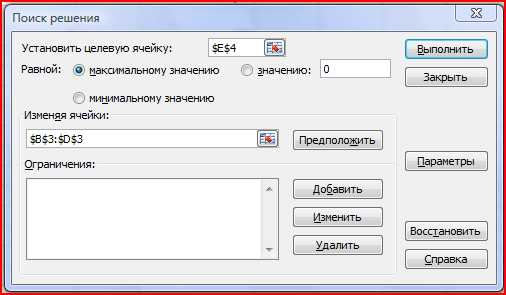 Поиск решения
Установить целевую ячейку: $E$4 Выполнить
Равной: максимальному значению значению: 0 Закрыть
минимальному значению
Изменяя ячейки:
$B$3:$D$3 Предположить
Ограничения: Параметры
Добавить
Изменить
Удалить Восстановить
Справка